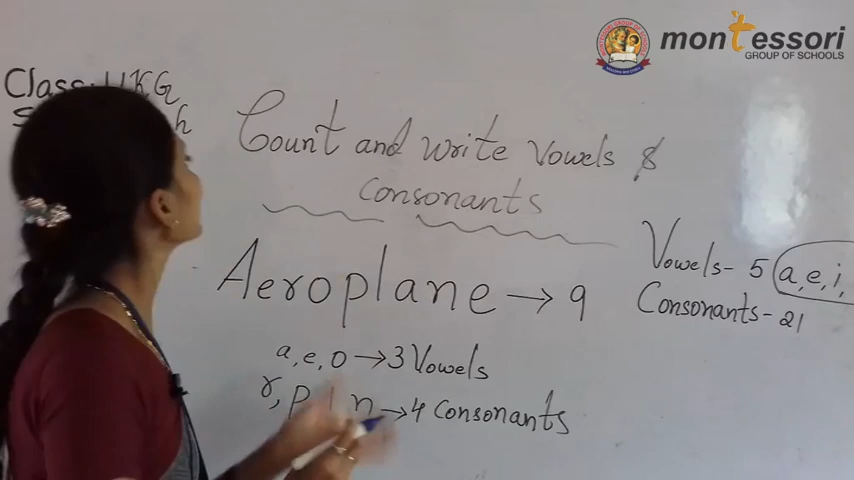 montessori
GROUP OF SCHOOLS
Class: UKG
Count and write Vowels &
consonants
Aeroplane → 9
Vowels - 5 (a, e, i,
Consonants - 21
a, e, o → 3 Vowels
r, p, l, n → 4 consonants